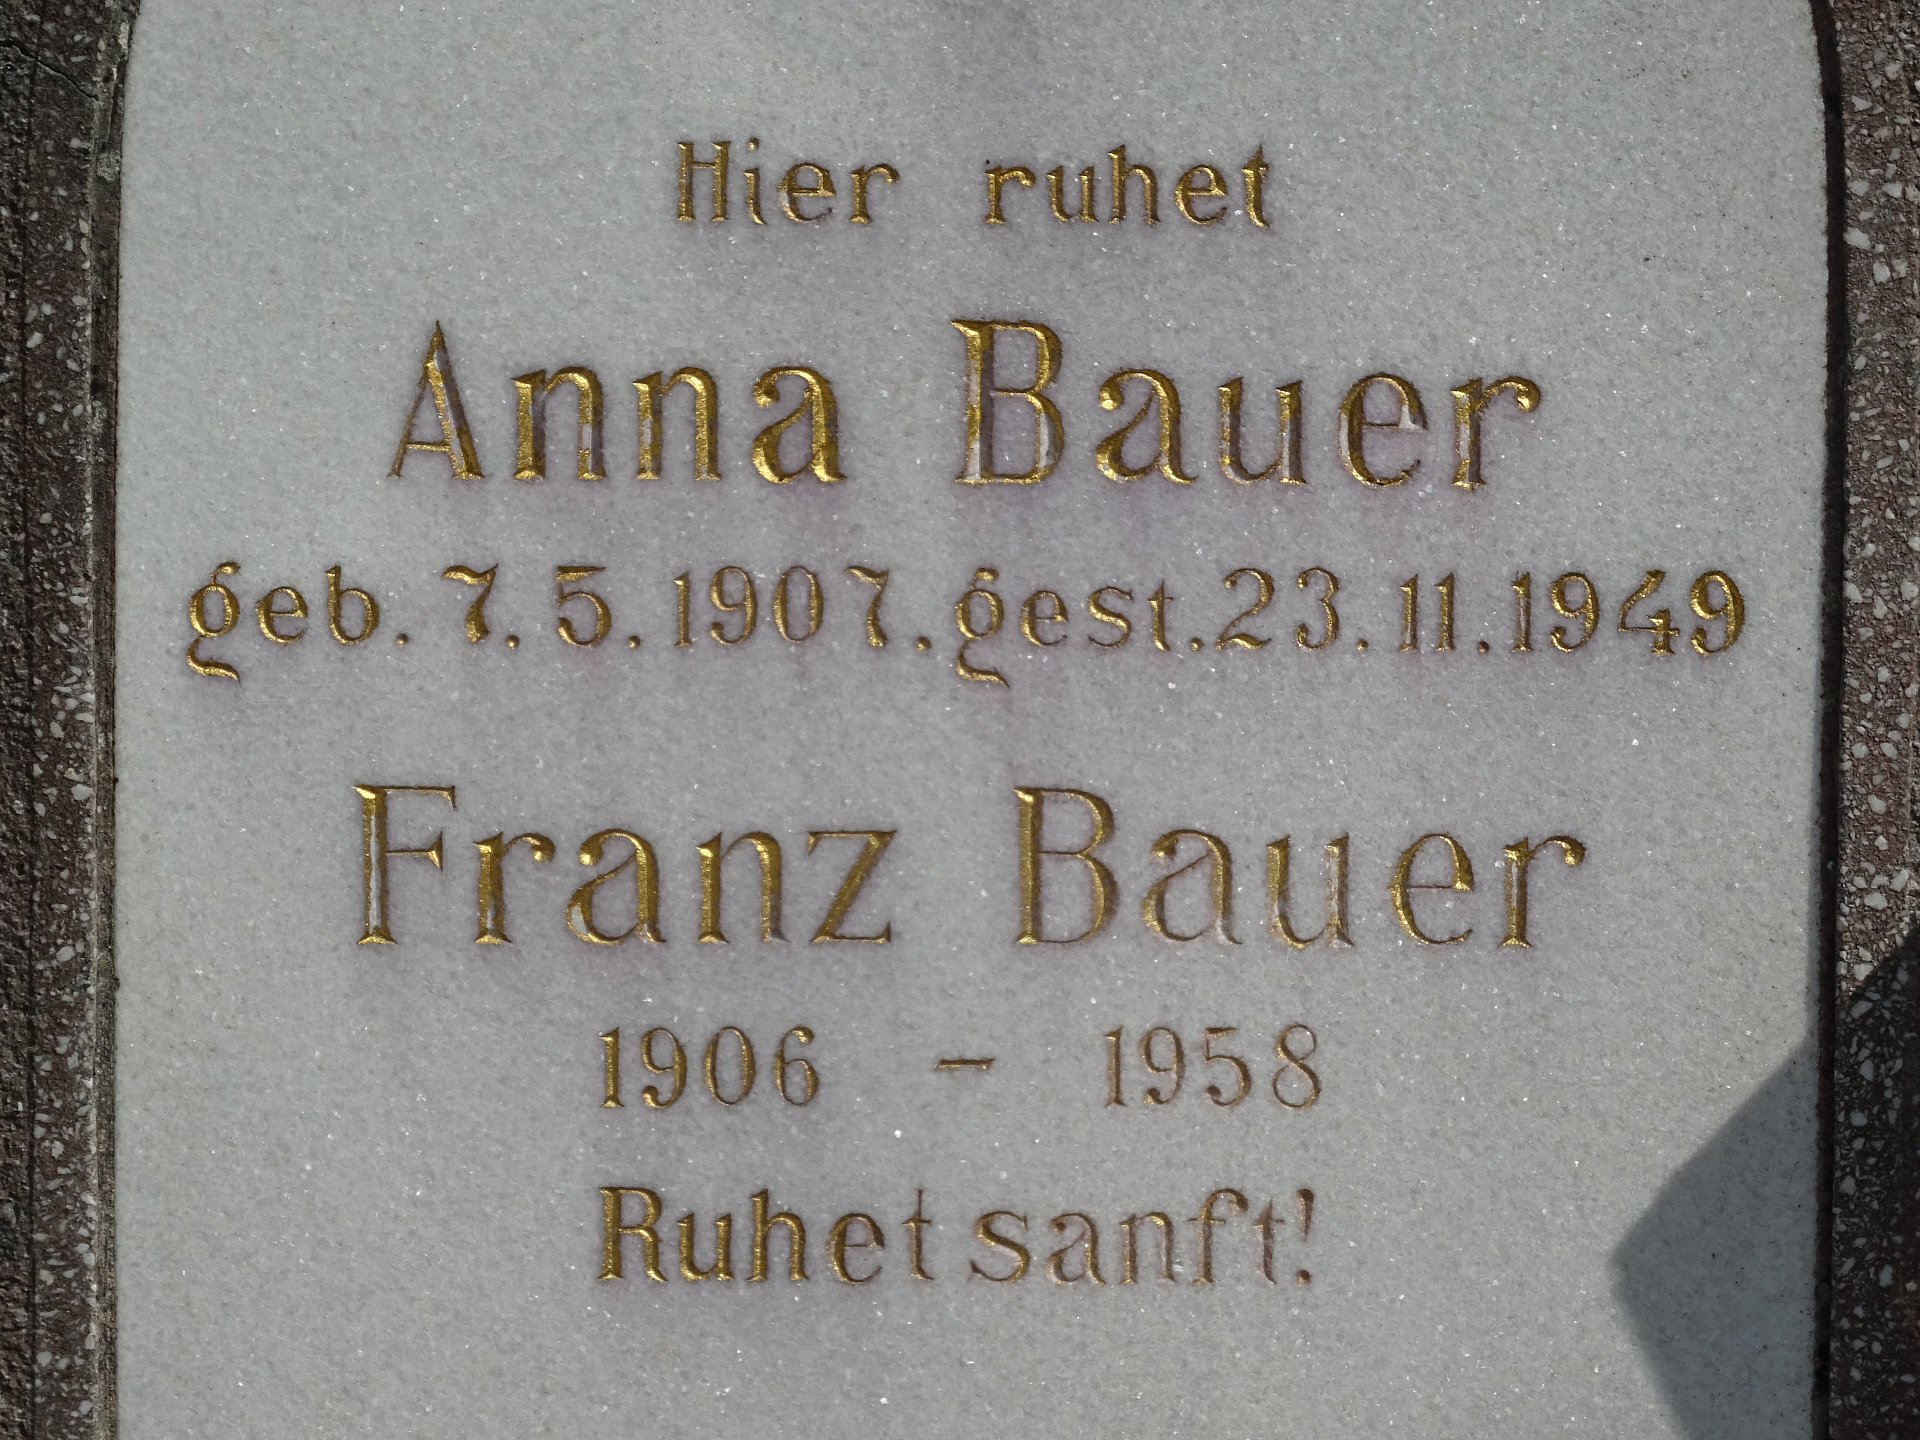 Hier ruhet
Anna Bauer
geb. 7.5.1907. gest. 23.11.1949
Franz Bauer
1906 - 1958
Ruhet sanft!